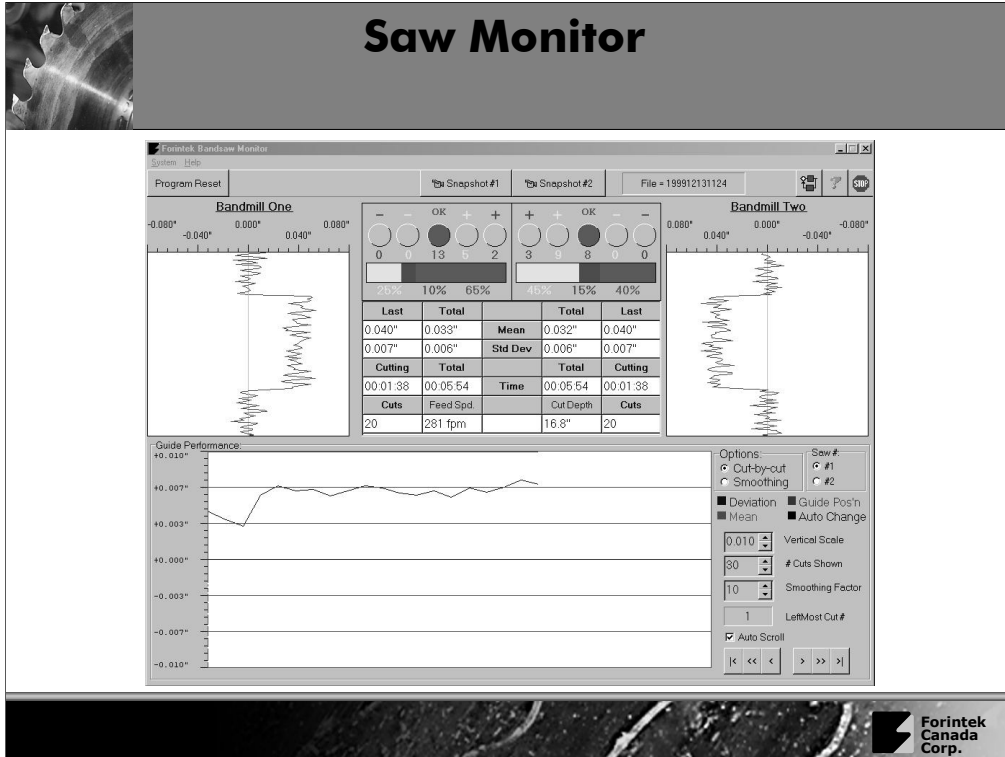 Saw Monitor
Forintek Bandsaw Monitor
System Help
Program Reset
Snapshot #1
Snapshot #2
File = 199912131124
STOP
Bandmill One
-0.080" 0.000" 0.080"
-0.040" 0.040"
- - OK + +
0 0 13 5 2
25% 10% 65%
+ + OK - -
3 9 8 0 0
45% 15% 40%
Bandmill Two
0.080" 0.000" -0.080"
0.040" -0.040"
Last Total Total Last
0.040" 0.033" Mean 0.032" 0.040"
0.007" 0.006" Std Dev 0.006" 0.007"
Cutting Total Total Cutting
00:01:38 00:05:54 Time 00:05:54 00:01:38
Cuts Feed Spd. Cut Depth Cuts
20 281 fpm 16.8" 20
Guide Performance:
+0.010"
+0.007"
+0.003"
+0.000"
-0.003"
-0.007"
-0.010"
Options:
Cut-by-cut
Smoothing
Saw #:
#1
#2
Deviation Guide Pos'n
Mean Auto Change
0.010 Vertical Scale
30 # Cuts Shown
10 Smoothing Factor
1 LeftMost Cut #
Auto Scroll
|< << < > >> >|
Forintek
Canada
Corp.